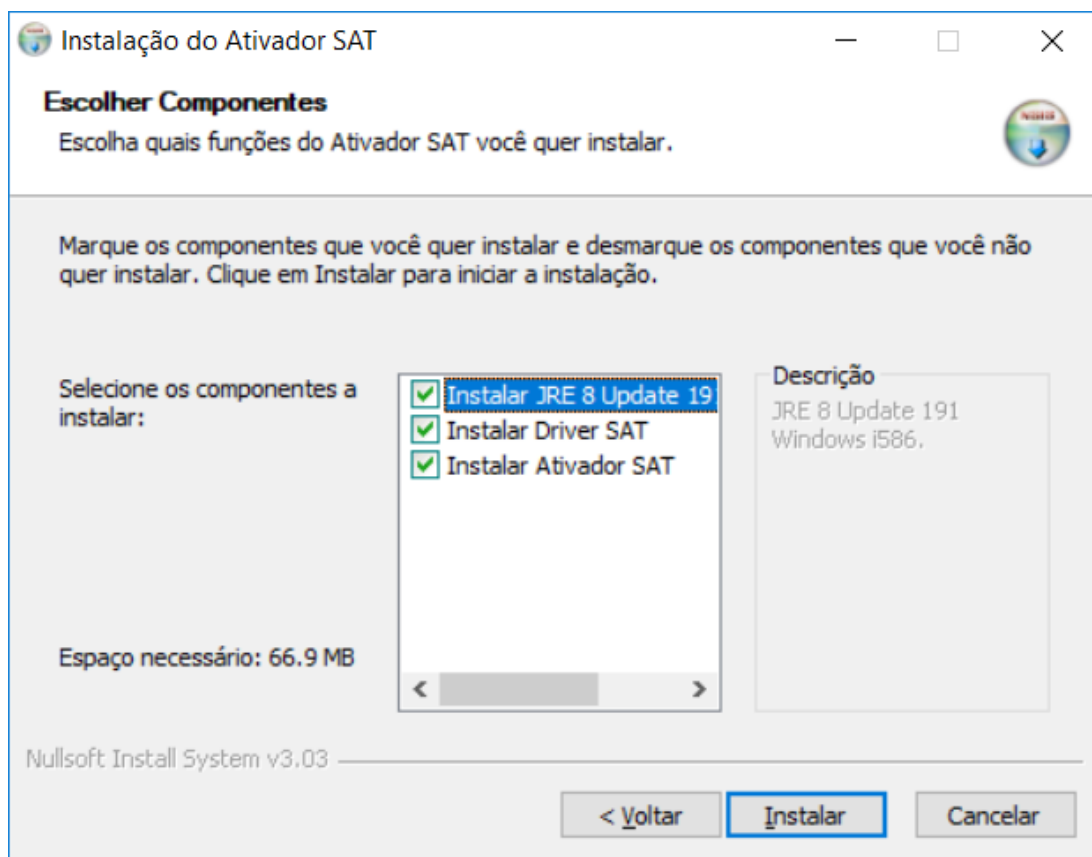 Instalação do Ativador SAT
Escolher Componentes
Escolha quais funções do Ativador SAT você quer instalar.
Marque os componentes que você quer instalar e desmarque os componentes que você não
quer instalar. Clique em Instalar para iniciar a instalação.
Selecione os componentes a
instalar:
Instalar JRE 8 Update 19
Instalar Driver SAT
Instalar Ativador SAT
Descrição
JRE 8 Update 191
Windows i586.
Espaço necessário: 66.9 MB
Nullsoft Install System v3.03
< Voltar
Instalar
Cancelar